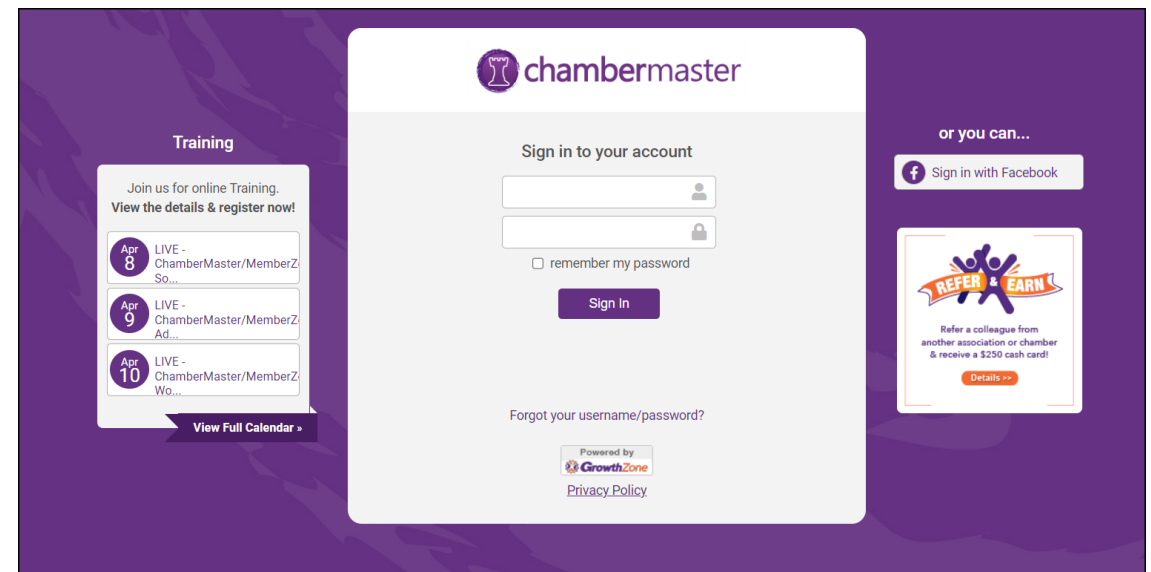 chambermaster
Training
Join us for online Training.
View the details & register now!
Apr
8
LIVE -
ChamberMaster/MemberZ
So...
Apr
9
LIVE -
ChamberMaster/MemberZ
Ad...
Apr
10
LIVE -
ChamberMaster/MemberZ
Wo...
View Full Calendar »
Sign in to your account
remember my password
Sign In
Forgot your username/password?
Powered by
GrowthZone
Privacy Policy
or you can...
Sign in with Facebook
REFER & EARN
Refer a colleague from
another association or chamber
& receive a $250 cash card!
Details >>